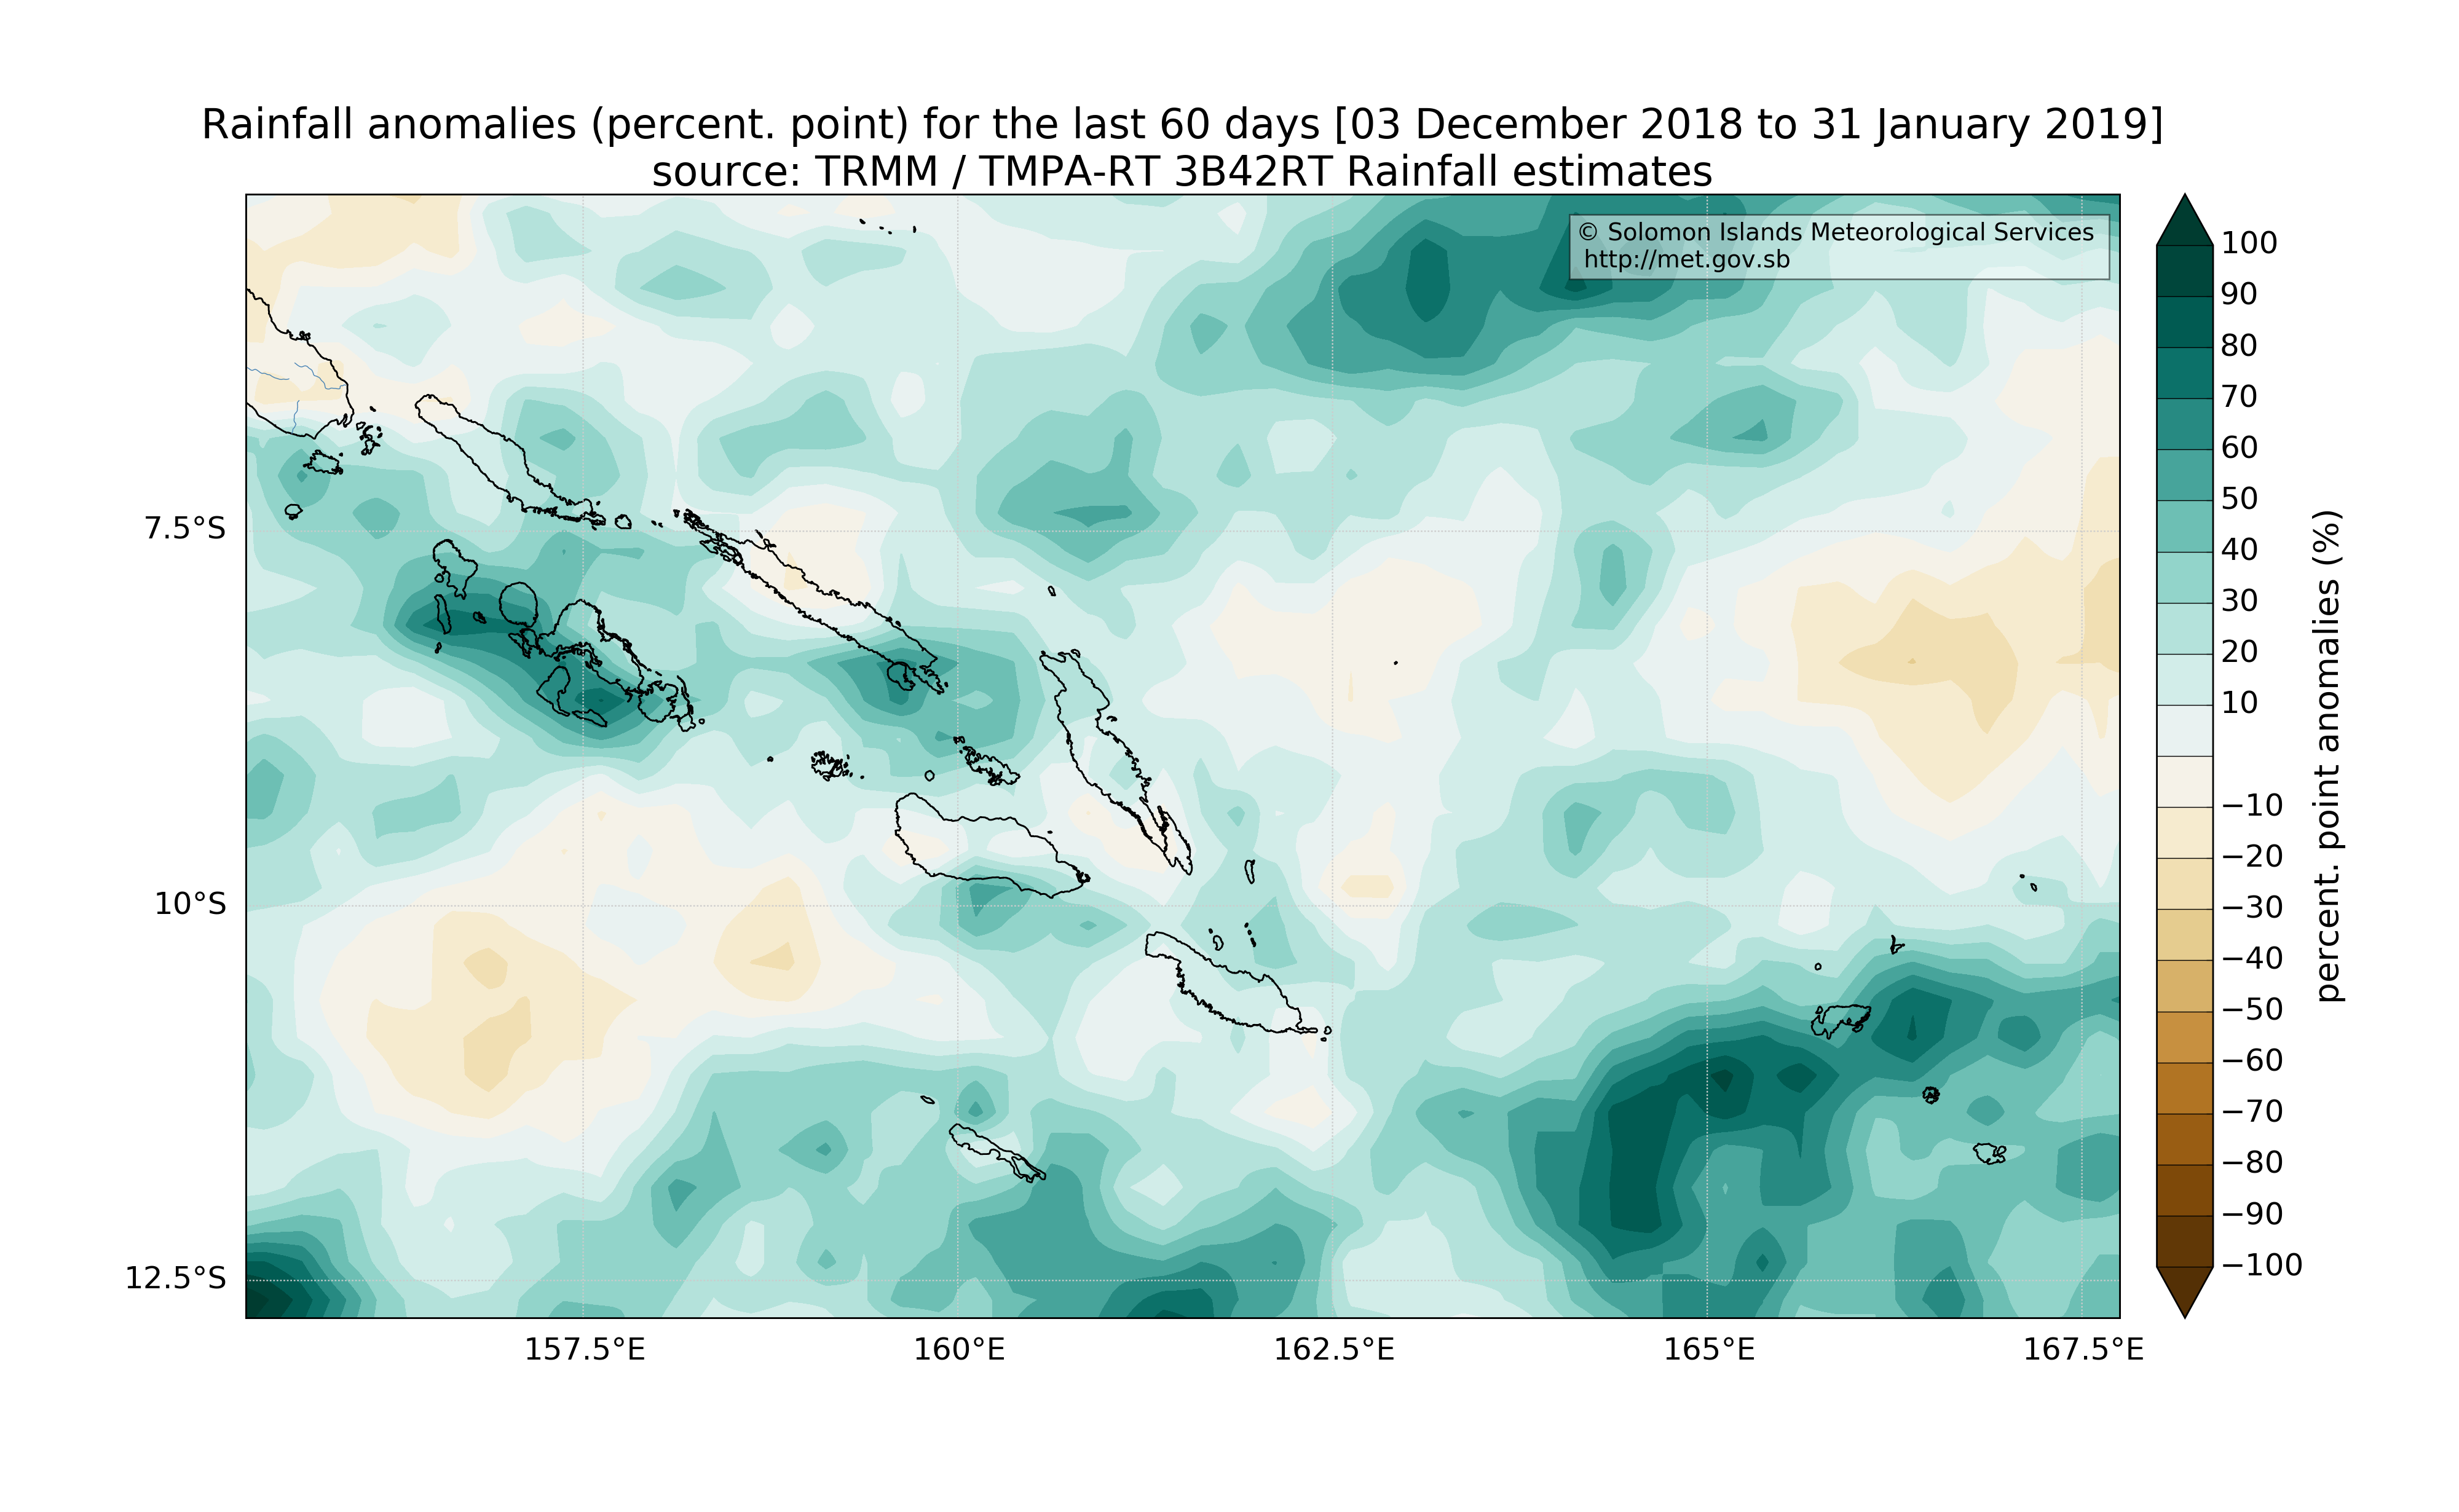 Rainfall anomalies (percent. point) for the last 60 days [03 December 2018 to 31 January 2019]
source: TRMM / TMPA-RT 3B42RT Rainfall estimates
© Solomon Islands Meteorological Services
http://met.gov.sb
7.5°S
10°S
12.5°S
157.5°E
160°E
162.5°E
165°E
167.5°E
100
90
80
70
60
50
40
30
20
10
−10
−20
−30
−40
−50
−60
−70
−80
−90
−100
percent. point anomalies (%)